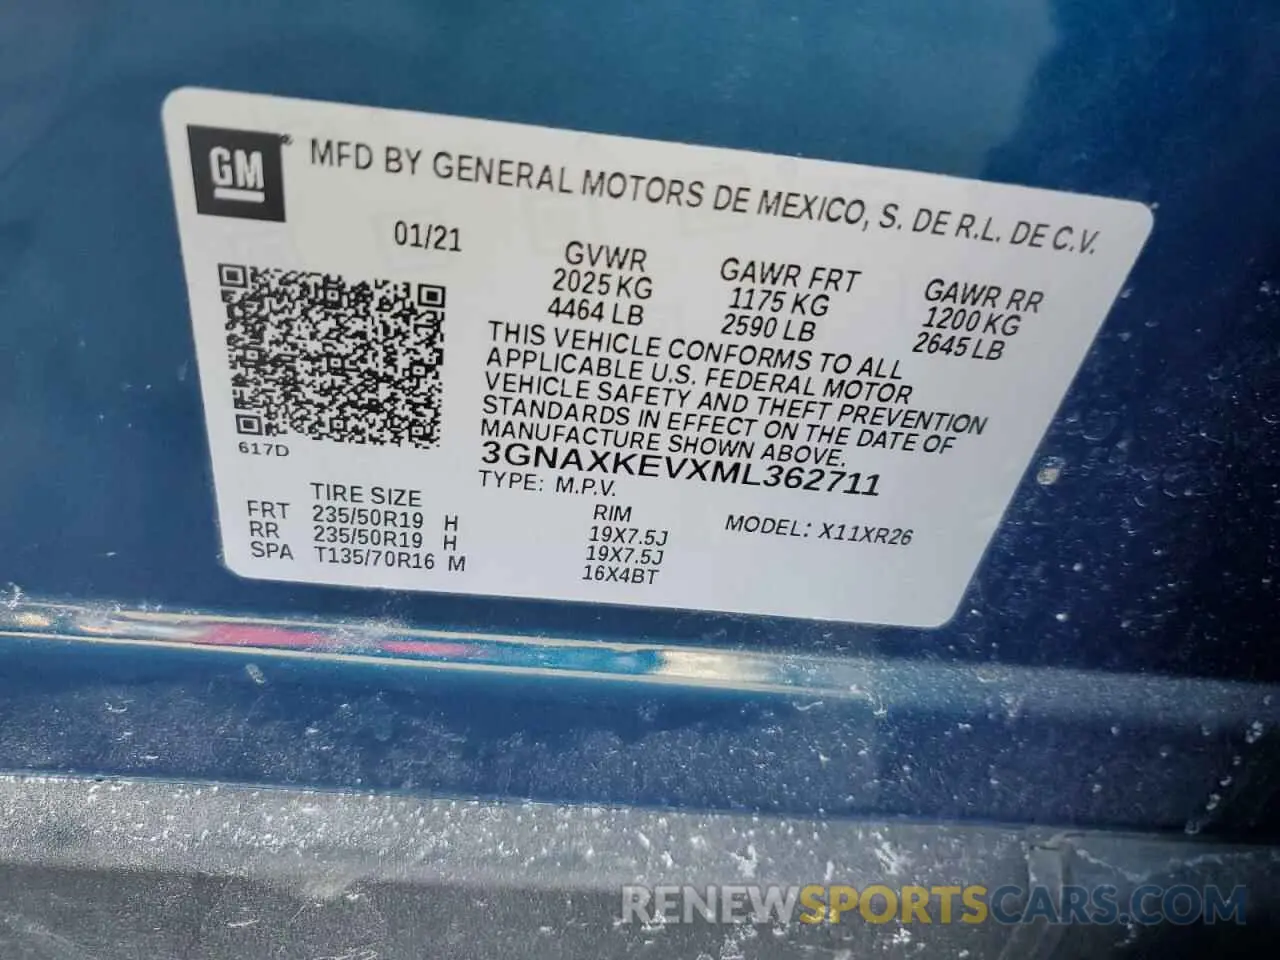 GM® MFD BY GENERAL MOTORS DE MEXICO, S. DE R.L. DE C.V.
01/21 GVWR GAWR FRT GAWR RR
2025 KG 1175 KG 1200 KG
4464 LB 2590 LB 2645 LB
THIS VEHICLE CONFORMS TO ALL
APPLICABLE U.S. FEDERAL MOTOR
VEHICLE SAFETY AND THEFT PREVENTION
STANDARDS IN EFFECT ON THE DATE OF
MANUFACTURE SHOWN ABOVE.
617D
3GNAXKEVXML362711
TYPE: M.P.V. MODEL: X11XR26
TIRE SIZE RIM
FRT 235/50R19 H 19X7.5J
RR 235/50R19 H 19X7.5J
SPA T135/70R16 M 16X4BT
RENEWSPORTSCARS.COM